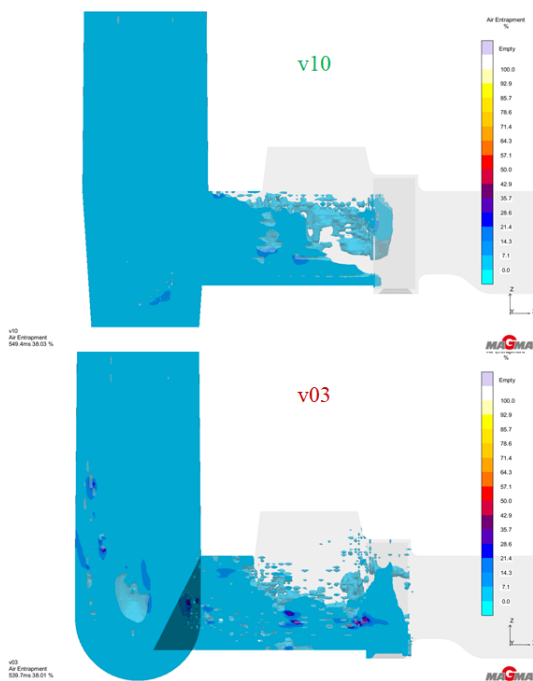 Air Entrapment
%
v10
Empty
100.0
92.9
85.7
78.6
71.4
64.3
57.1
50.0
42.9
35.7
28.6
21.4
14.3
7.1
0.0
21.4
Z
v10
Air Entrapment
549.4ms 38.03 %
MAGMA
Air Entrapment
%
v03
Empty
100.0
92.9
85.7
78.6
71.4
64.3
57.1
50.0
42.9
35.7
28.6
21.4
14.3
7.1
0.0
Z
v03
Air Entrapment
539.7ms 38.01 %
MAGMA